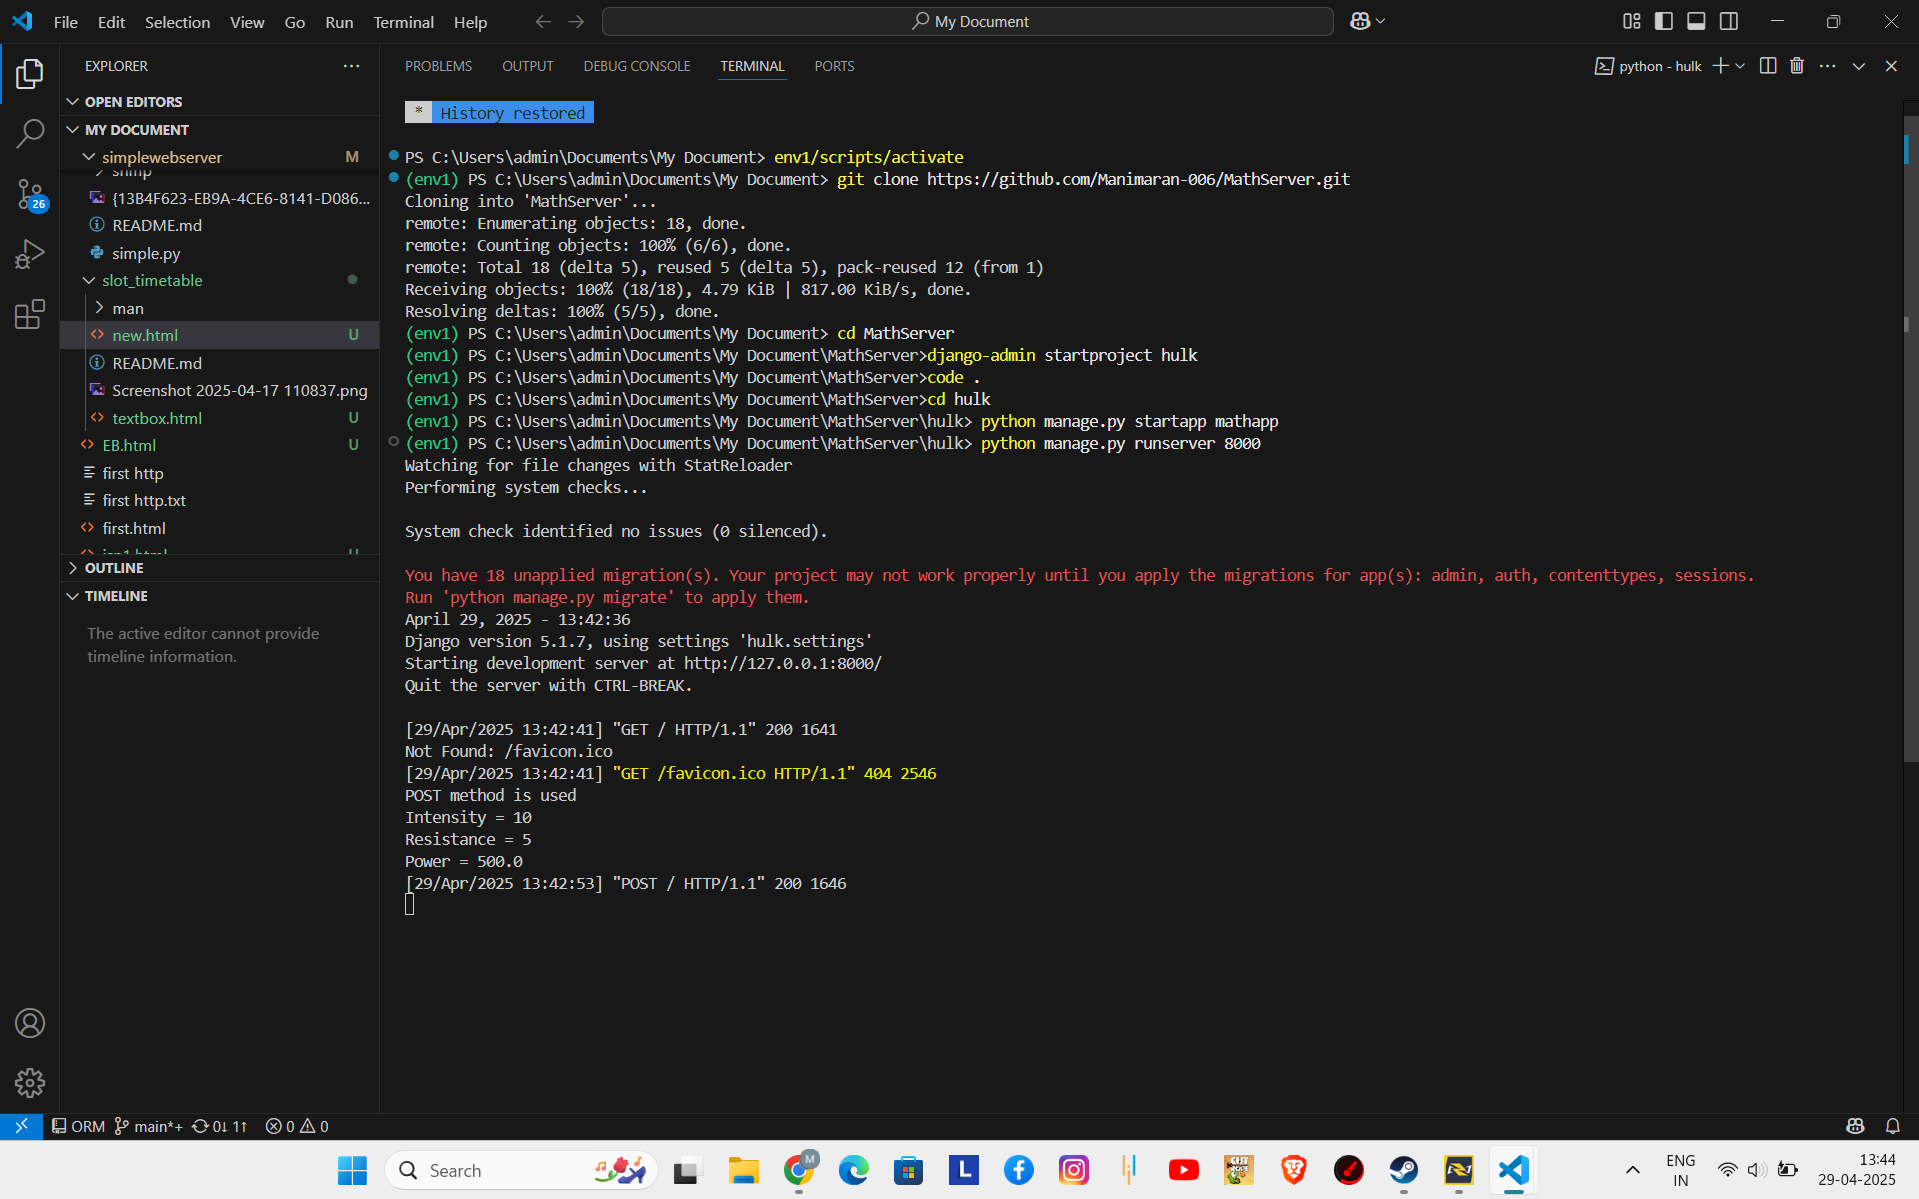 File Edit Selection View Go Run Terminal Help
My Document
EXPLORER
OPEN EDITORS
MY DOCUMENT
simplewebserver M
{13B4F623-EB9A-4CE6-8141-D086...
README.md
simple.py
slot_timetable
man
new.html U
README.md
Screenshot 2025-04-17 110837.png
textbox.html U
EB.html U
first http
first http.txt
first.html
OUTLINE
TIMELINE
The active editor cannot provide
timeline information.
26
PROBLEMS OUTPUT DEBUG CONSOLE TERMINAL PORTS
python - hulk
* History restored
PS C:\Users\admin\Documents\My Document> env1/scripts/activate
(env1) PS C:\Users\admin\Documents\My Document> git clone https://github.com/Manimaran-006/MathServer.git
Cloning into 'MathServer'...
remote: Enumerating objects: 18, done.
remote: Counting objects: 100% (6/6), done.
remote: Total 18 (delta 5), reused 5 (delta 5), pack-reused 12 (from 1)
Receiving objects: 100% (18/18), 4.79 KiB | 817.00 KiB/s, done.
Resolving deltas: 100% (5/5), done.
(env1) PS C:\Users\admin\Documents\My Document> cd MathServer
(env1) PS C:\Users\admin\Documents\My Document\MathServer>django-admin startproject hulk
(env1) PS C:\Users\admin\Documents\My Document\MathServer>code .
(env1) PS C:\Users\admin\Documents\My Document\MathServer>cd hulk
(env1) PS C:\Users\admin\Documents\My Document\MathServer\hulk> python manage.py startapp mathapp
(env1) PS C:\Users\admin\Documents\My Document\MathServer\hulk> python manage.py runserver 8000
Watching for file changes with StatReloader
Performing system checks...
System check identified no issues (0 silenced).
You have 18 unapplied migration(s). Your project may not work properly until you apply the migrations for app(s): admin, auth, contenttypes, sessions.
Run 'python manage.py migrate' to apply them.
April 29, 2025 - 13:42:36
Django version 5.1.7, using settings 'hulk.settings'
Starting development server at http://127.0.0.1:8000/
Quit the server with CTRL-BREAK.
[29/Apr/2025 13:42:41] "GET / HTTP/1.1" 200 1641
Not Found: /favicon.ico
[29/Apr/2025 13:42:41] "GET /favicon.ico HTTP/1.1" 404 2546
POST method is used
Intensity = 10
Resistance = 5
Power = 500.0
[29/Apr/2025 13:42:53] "POST / HTTP/1.1" 200 1646
ORM main*+ 0↓ 1↑ 0 0
Search
M
L
ENG
IN
13:44
29-04-2025